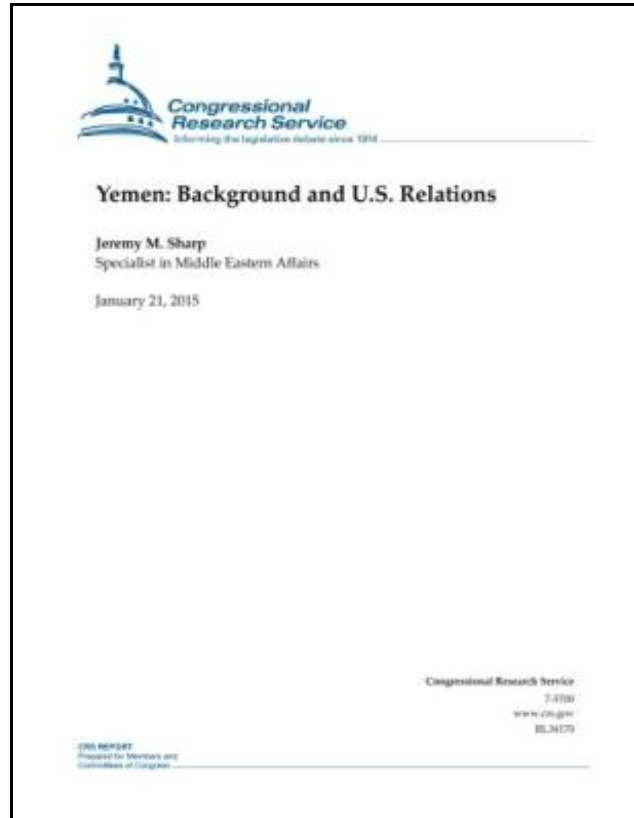 Congressional
Research Service
Informing the legislative debate since 1914
Yemen: Background and U.S. Relations
Jeremy M. Sharp
Specialist in Middle Eastern Affairs
January 21, 2015
Congressional Research Service
7-5700
www.crs.gov
RL34170
CRS REPORT
Prepared for Members and
Committees of Congress